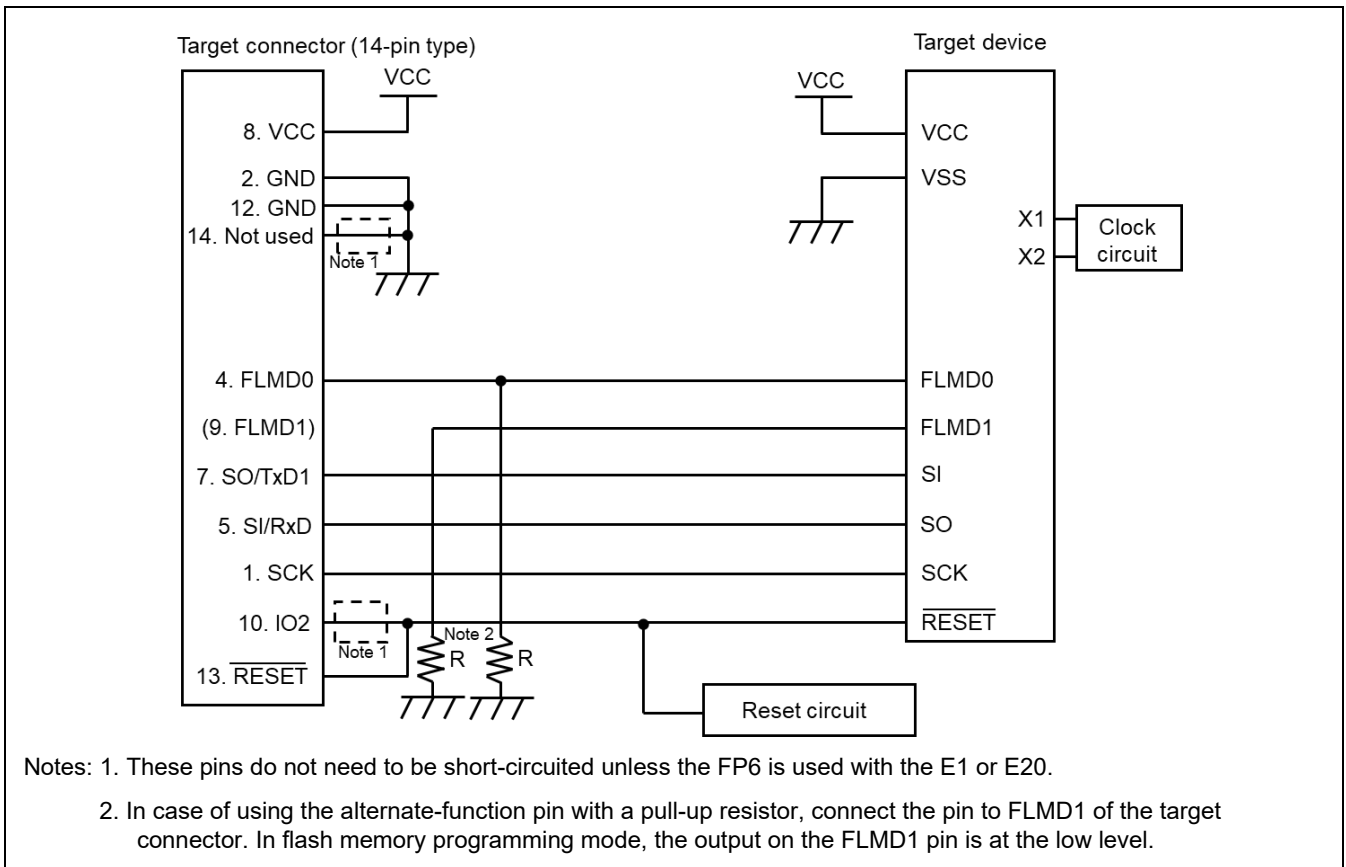 Target connector (14-pin type)
Target device
VCC
VCC
8. VCC
VCC
2. GND
VSS
12. GND
14. Not used
Note 1
X1
X2
Clock
circuit
4. FLMD0
FLMD0
(9. FLMD1)
FLMD1
7. SO/TxD1
SI
5. SI/RxD
SO
1. SCK
SCK
10. IO2
RESET
Note 1
Note 2
R
R
13. RESET
Reset circuit
Notes: 1. These pins do not need to be short-circuited unless the FP6 is used with the E1 or E20.
2. In case of using the alternate-function pin with a pull-up resistor, connect the pin to FLMD1 of the target
connector. In flash memory programming mode, the output on the FLMD1 pin is at the low level.